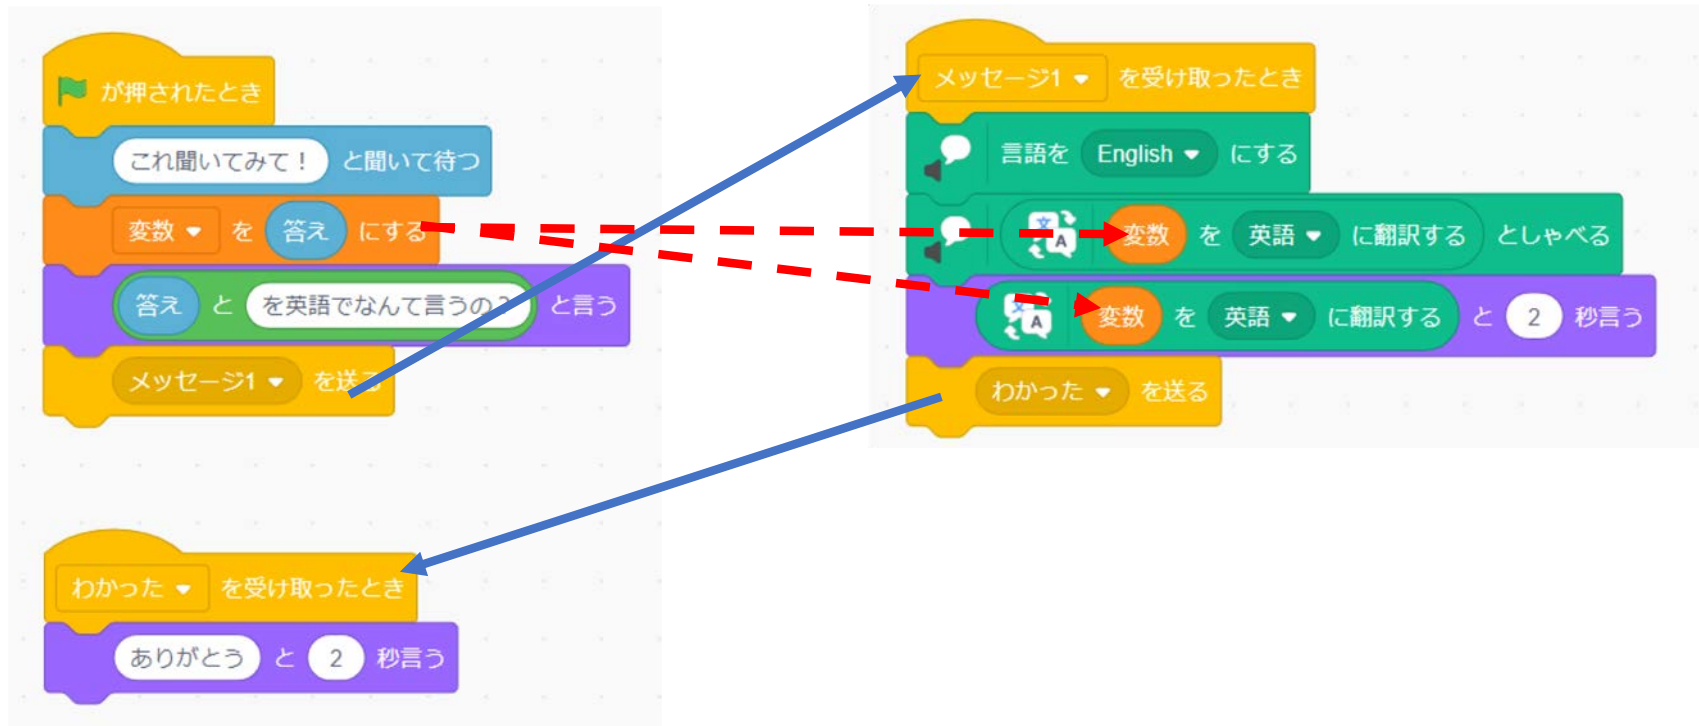 が押されたとき
これ聞いてみて！ と聞いて待つ
変数 を 答え にする
答え と を英語でなんて言うの？ と言う
メッセージ1 を送る
わかった を受け取ったとき
ありがとう と 2 秒言う
メッセージ1 を受け取ったとき
言語を English にする
文 A 変数 を 英語 に翻訳する としゃべる
文 A 変数 を 英語 に翻訳する と 2 秒言う
わかった を送る